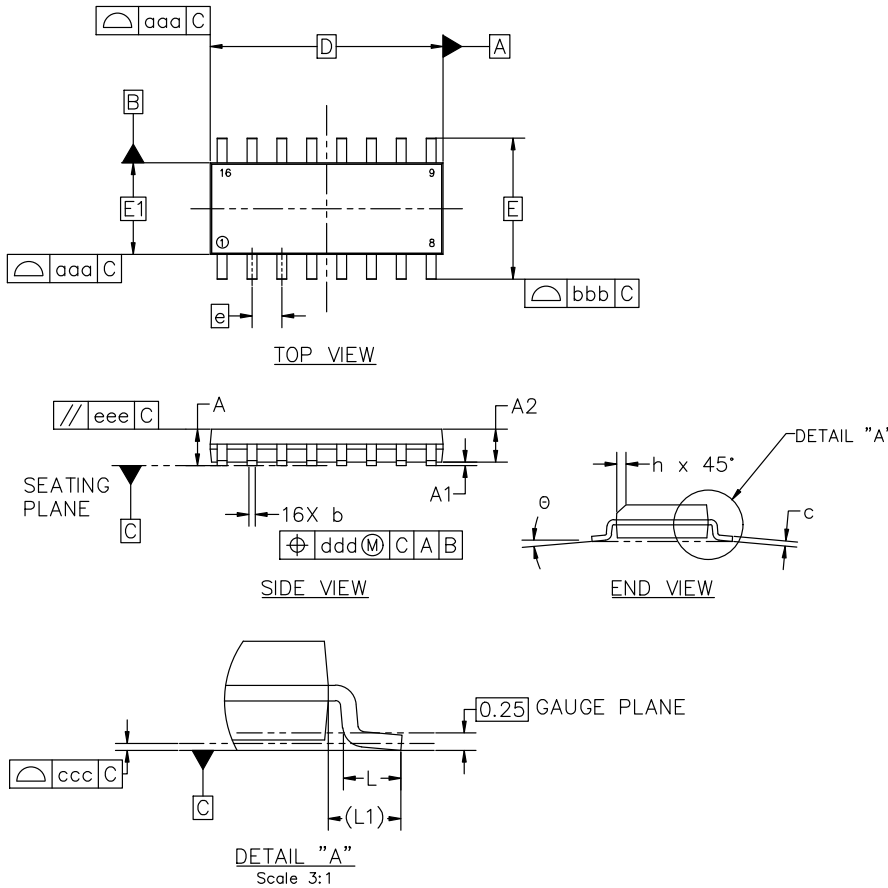 aaa C
D
A
B
16
9
E1
E
1
8
aaa C
bbb C
e
TOP VIEW
// eee C
A
A2
DETAIL "A"
h x 45°
A1
SEATING
PLANE
C
16X b
θ
c
ddd M C A B
SIDE VIEW
END VIEW
0.25 GAUGE PLANE
ccc C
L
C
(L1)
DETAIL "A"
Scale 3:1